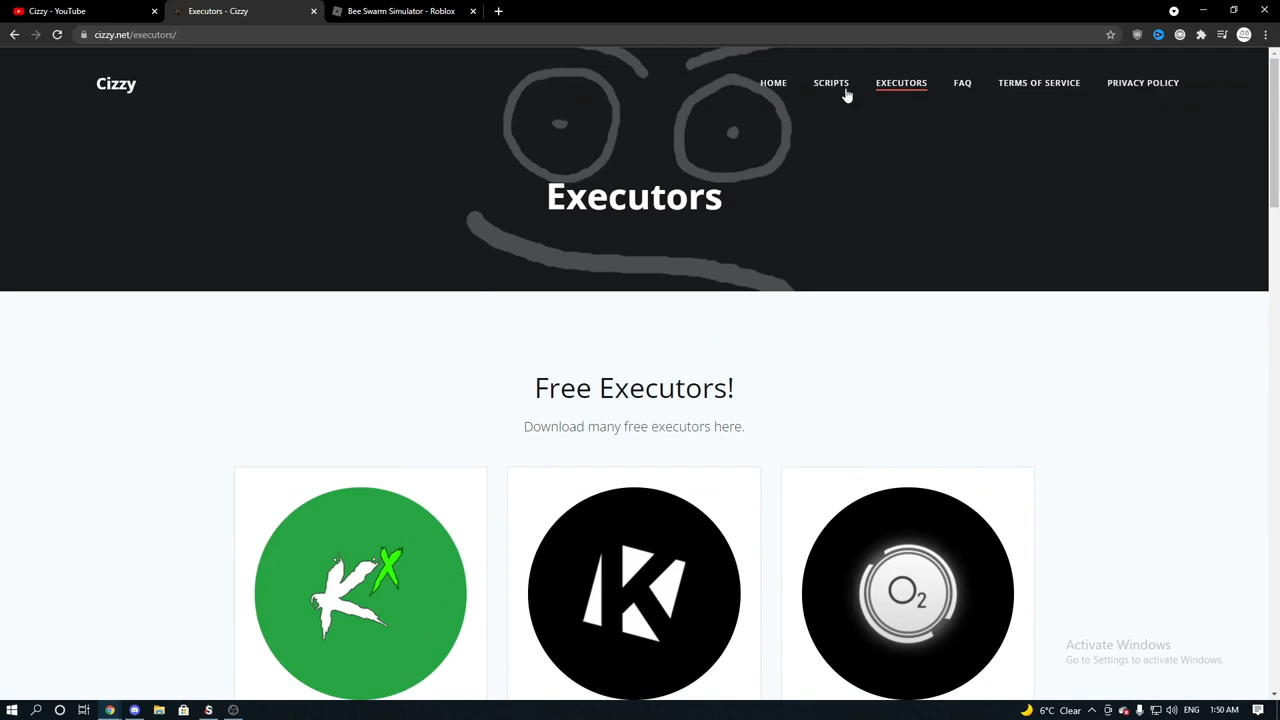 Cizzy - YouTube
Executors - Cizzy
Bee Swarm Simulator - Roblox
cizzy.net/executors/
Cizzy
HOME
SCRIPTS
EXECUTORS
FAQ
TERMS OF SERVICE
PRIVACY POLICY
Executors
Free Executors!
Download many free executors here.
K X
K
O2
Activate Windows
Go to Settings to activate Windows.
6°C Clear
ENG
1:50 AM